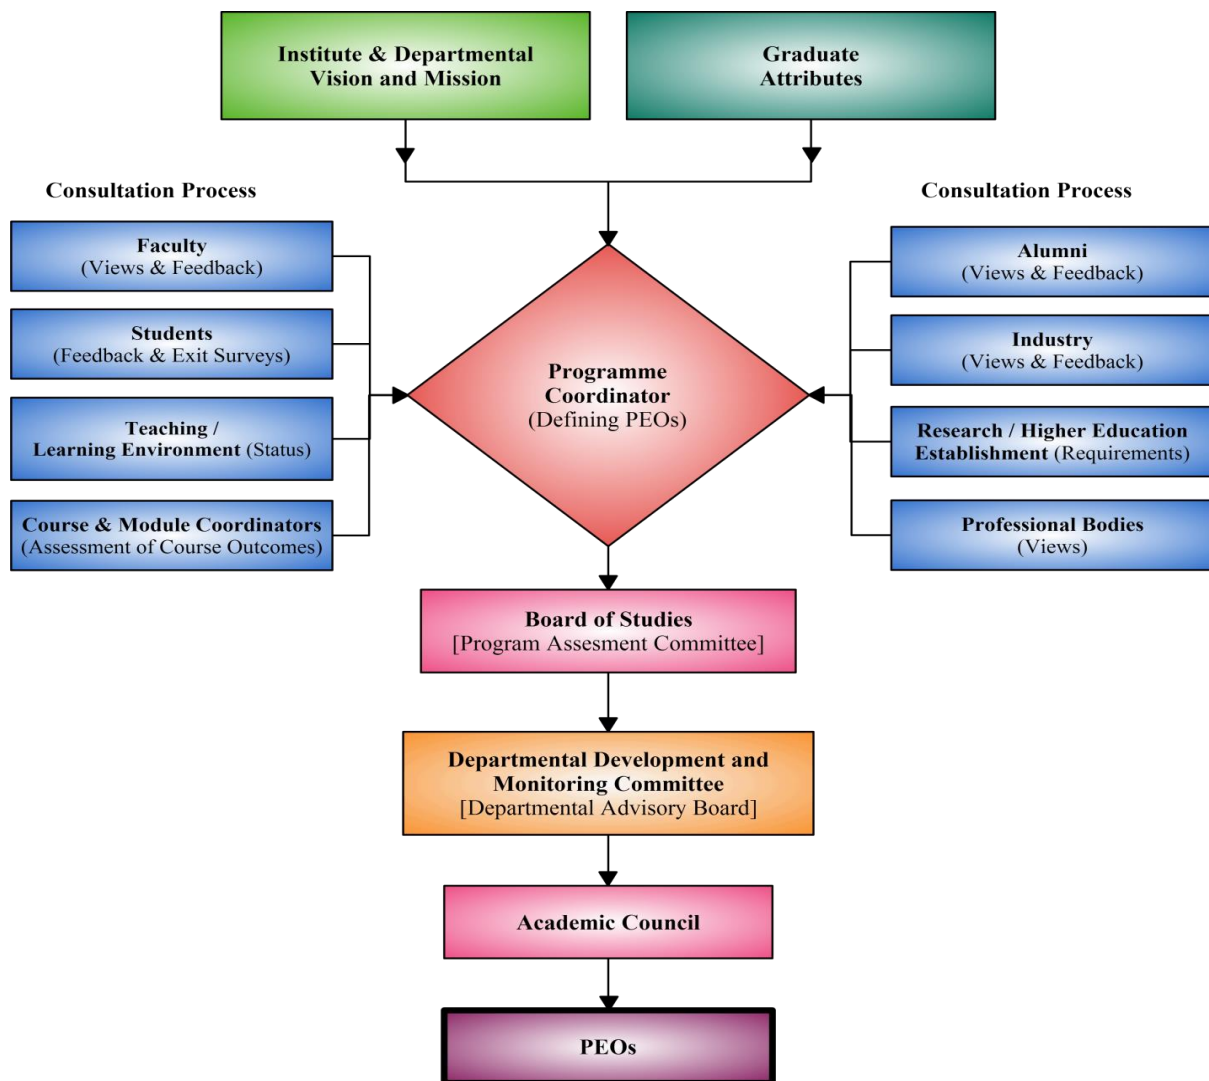 Institute & Departmental
Vision and Mission
Graduate
Attributes
Consultation Process
Faculty
(Views & Feedback)
Students
(Feedback & Exit Surveys)
Teaching /
Learning Environment (Status)
Course & Module Coordinators
(Assessment of Course Outcomes)
Programme
Coordinator
(Defining PEOs)
Consultation Process
Alumni
(Views & Feedback)
Industry
(Views & Feedback)
Research / Higher Education
Establishment (Requirements)
Professional Bodies
(Views)
Board of Studies
[Program Assesment Committee]
Departmental Development and
Monitoring Committee
[Departmental Advisory Board]
Academic Council
PEOs